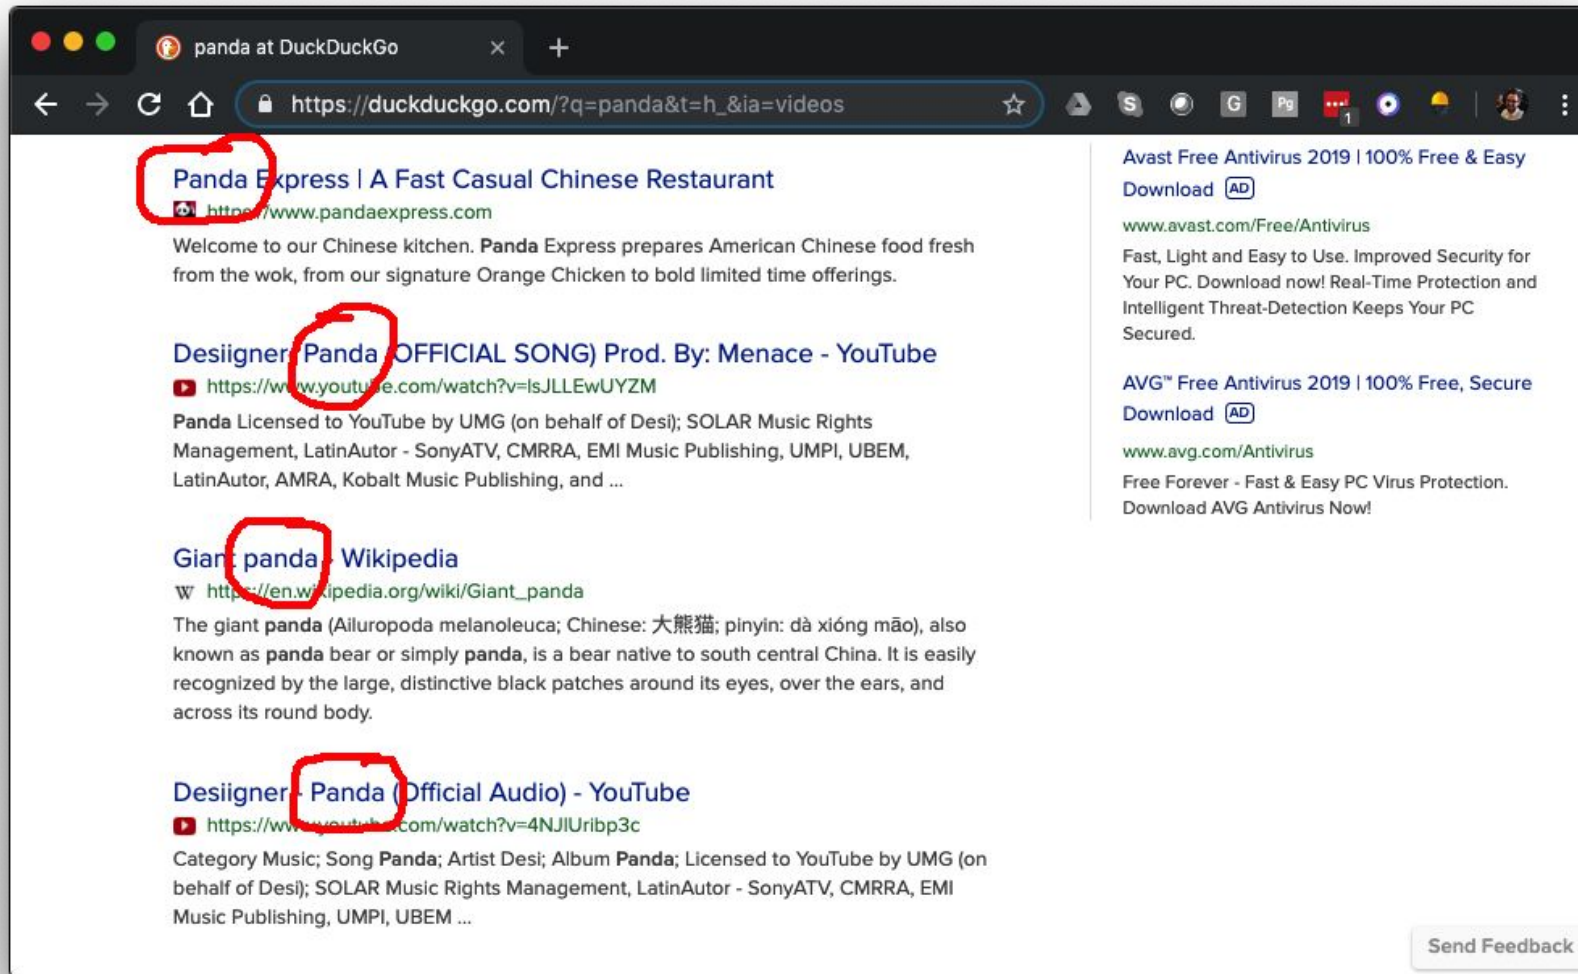 panda at DuckDuckGo
https://duckduckgo.com/?q=panda&t=h_&ia=videos
G
Pg
1
Panda Express | A Fast Casual Chinese Restaurant
https://www.pandaexpress.com
Welcome to our Chinese kitchen. Panda Express prepares American Chinese food fresh
from the wok, from our signature Orange Chicken to bold limited time offerings.
Desiigner- Panda (OFFICIAL SONG) Prod. By: Menace - YouTube
https://www.youtube.com/watch?v=lsJLLEwUYZM
Panda Licensed to YouTube by UMG (on behalf of Desi); SOLAR Music Rights
Management, LatinAutor - SonyATV, CMRRA, EMI Music Publishing, UMPI, UBEM,
LatinAutor, AMRA, Kobalt Music Publishing, and ...
Giant panda - Wikipedia
W https://en.wikipedia.org/wiki/Giant_panda
The giant panda (Ailuropoda melanoleuca; Chinese: 大熊猫; pinyin: dà xióng māo), also
known as panda bear or simply panda, is a bear native to south central China. It is easily
recognized by the large, distinctive black patches around its eyes, over the ears, and
across its round body.
Desiigner - Panda (Official Audio) - YouTube
https://www.youtube.com/watch?v=4NJlUribp3c
Category Music; Song Panda; Artist Desi; Album Panda; Licensed to YouTube by UMG (on
behalf of Desi); SOLAR Music Rights Management, LatinAutor - SonyATV, CMRRA, EMI
Music Publishing, UMPI, UBEM ...
Avast Free Antivirus 2019 | 100% Free & Easy
Download AD
www.avast.com/Free/Antivirus
Fast, Light and Easy to Use. Improved Security for
Your PC. Download now! Real-Time Protection and
Intelligent Threat-Detection Keeps Your PC
Secured.
AVG™ Free Antivirus 2019 | 100% Free, Secure
Download AD
www.avg.com/Antivirus
Free Forever - Fast & Easy PC Virus Protection.
Download AVG Antivirus Now!
Send Feedback